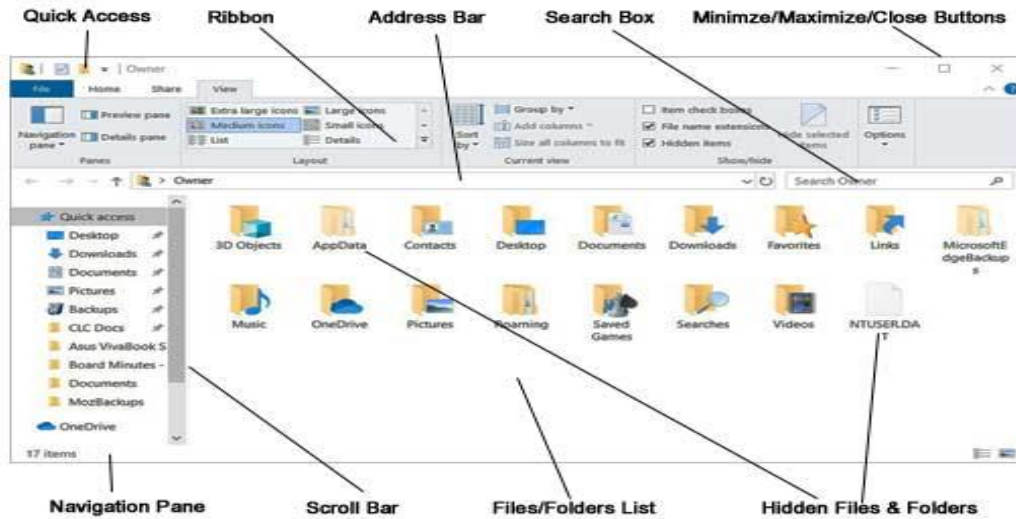 Quick Access Ribbon Address Bar Search Box Minimze/Maximize/Close Buttons
Owner
File Home Share View
Navigation pane
Preview pane
Details pane
Panes
Extra large icons Large icons
Medium icons Small icons
List Details
Layout
Sort by
Group by
Add columns
Size all columns to fit
Current view
Item check boxes
File name extensions
Hidden items
Hide selected items
Show/hide
Options
Owner
Search Owner
Quick access
Desktop
Downloads
Documents
Pictures
Backups
CLC Docs
Asus VivaBook S
Board Minutes -
Documents
MozBackups
OneDrive
3D Objects AppData Contacts Desktop Documents Downloads Favorites Links MicrosoftE
dgeBackup
s
Music OneDrive Pictures Roaming Saved Games Searches Videos NTUSER.DA
T
17 items
Navigation Pane Scroll Bar Files/Folders List Hidden Files & Folders